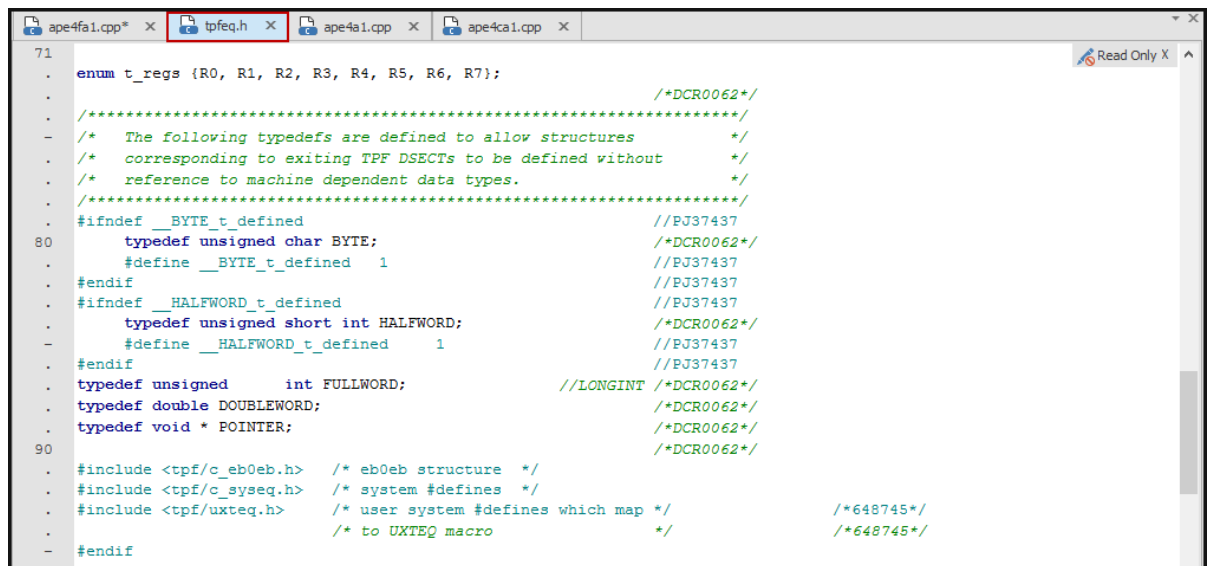 ape4fa1.cpp* X tpfeq.h X ape4a1.cpp X ape4ca1.cpp X
71
Read Only X
. enum t_regs {R0, R1, R2, R3, R4, R5, R6, R7};
. /*DCR0062*/
. /********************************************************************/
- /* The following typedefs are defined to allow structures */
. /* corresponding to exiting TPF DSECTs to be defined without */
. /* reference to machine dependent data types. */
. /********************************************************************/
. #ifndef __BYTE_t_defined //PJ37437
80 typedef unsigned char BYTE; /*DCR0062*/
. #define __BYTE_t_defined 1 //PJ37437
. #endif //PJ37437
. #ifndef __HALFWORD_t_defined //PJ37437
. typedef unsigned short int HALFWORD; /*DCR0062*/
- #define __HALFWORD_t_defined 1 //PJ37437
. #endif //PJ37437
. typedef unsigned int FULLWORD; //LONGINT /*DCR0062*/
. typedef double DOUBLEWORD; /*DCR0062*/
. typedef void * POINTER; /*DCR0062*/
90 /*DCR0062*/
. #include <tpf/c_eb0eb.h> /* eb0eb structure */
. #include <tpf/c_syseq.h> /* system #defines */
. #include <tpf/uxteq.h> /* user system #defines which map */ /*648745*/
. /* to UXTEQ macro */ /*648745*/
- #endif